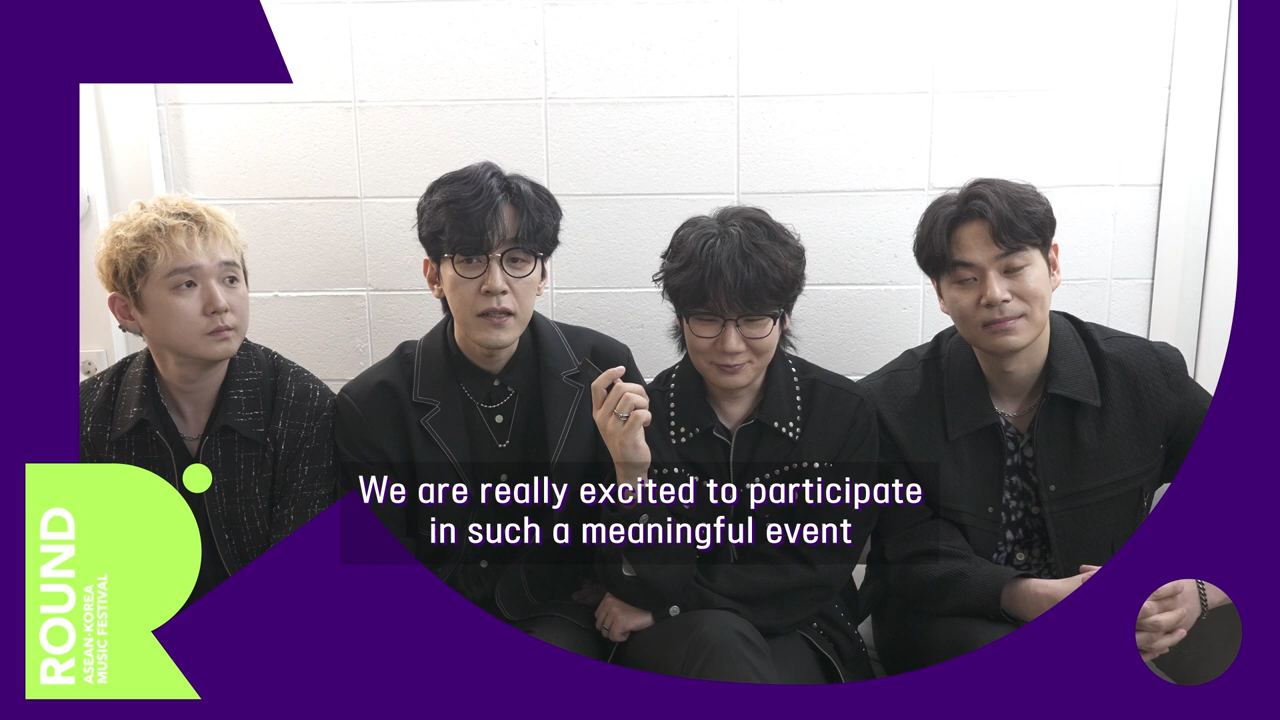 We are really excited to participate
in such a meaningful event
ROUND
ASEAN-KOREA
MUSIC FESTIVAL